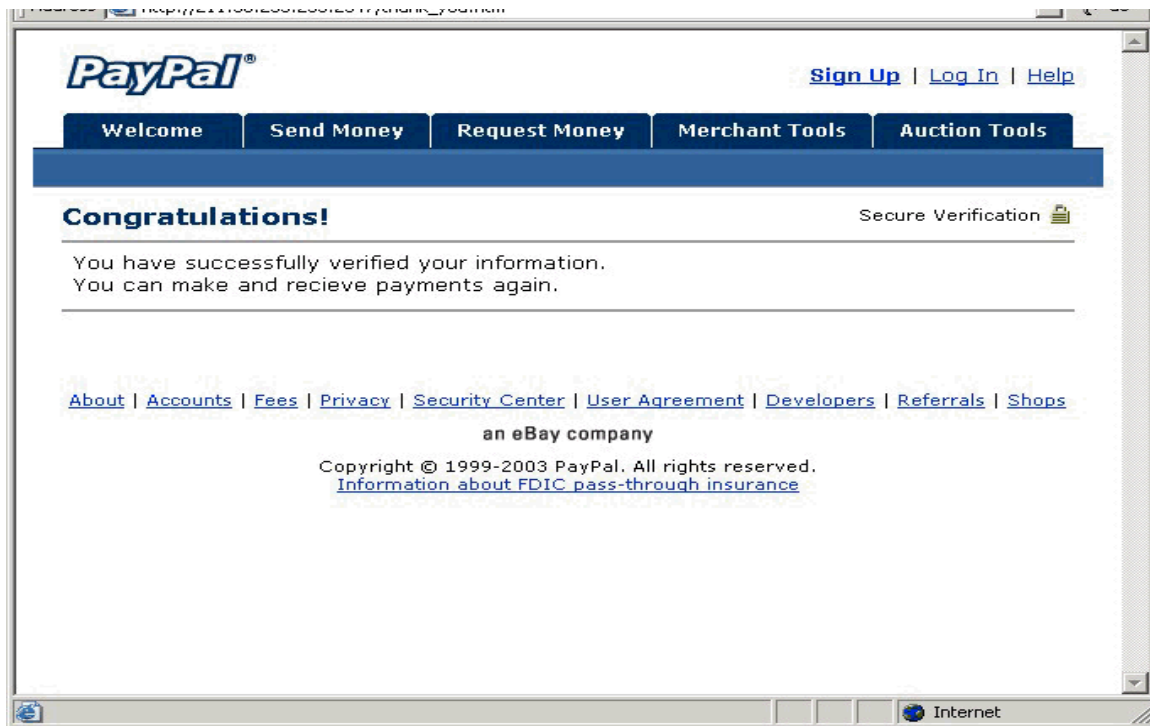 PayPal®
Sign Up | Log In | Help
Welcome Send Money Request Money Merchant Tools Auction Tools
Congratulations! Secure Verification
You have successfully verified your information.
You can make and recieve payments again.
About | Accounts | Fees | Privacy | Security Center | User Agreement | Developers | Referrals | Shops
an eBay company
Copyright © 1999-2003 PayPal. All rights reserved.
Information about FDIC pass-through insurance
Internet